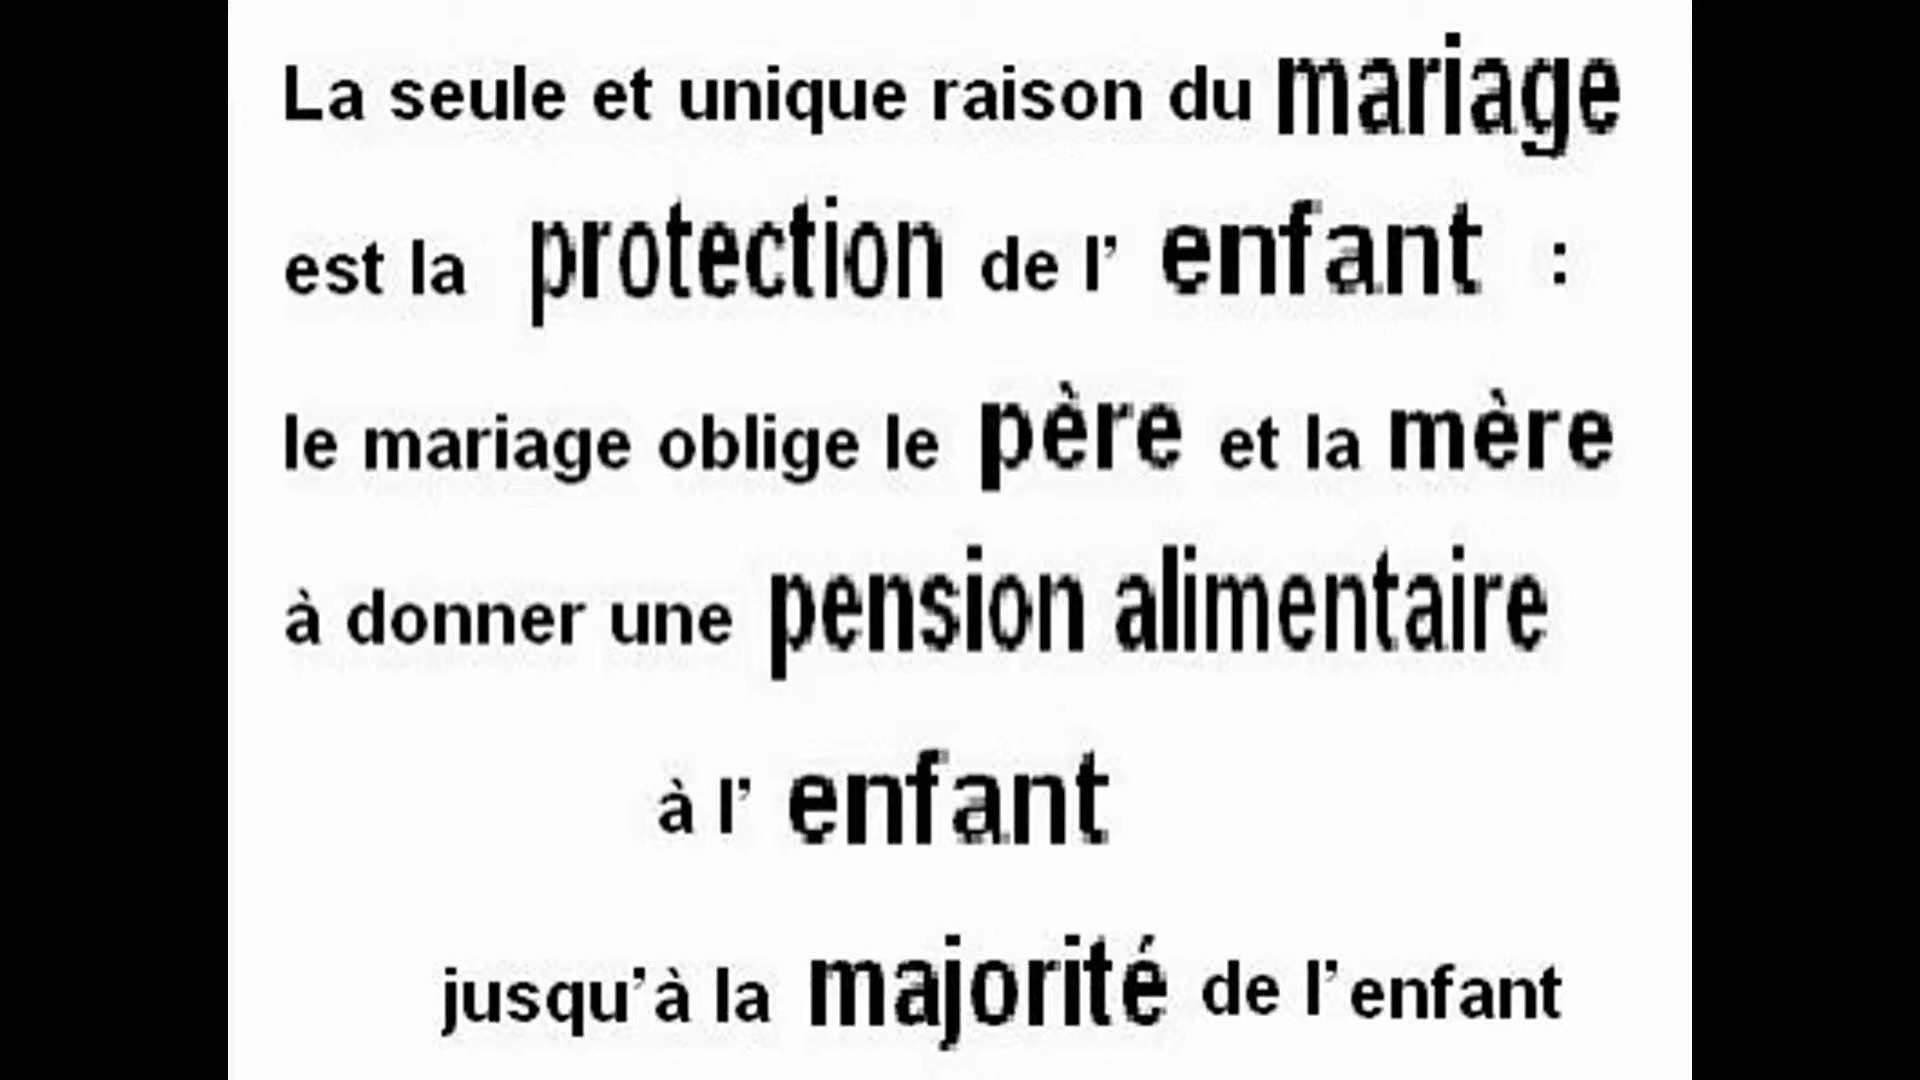 La seule et unique raison du mariage
est la protection de l’ enfant :
le mariage oblige le père et la mère
à donner une pension alimentaire
à l’ enfant
jusqu’à la majorité de l’enfant